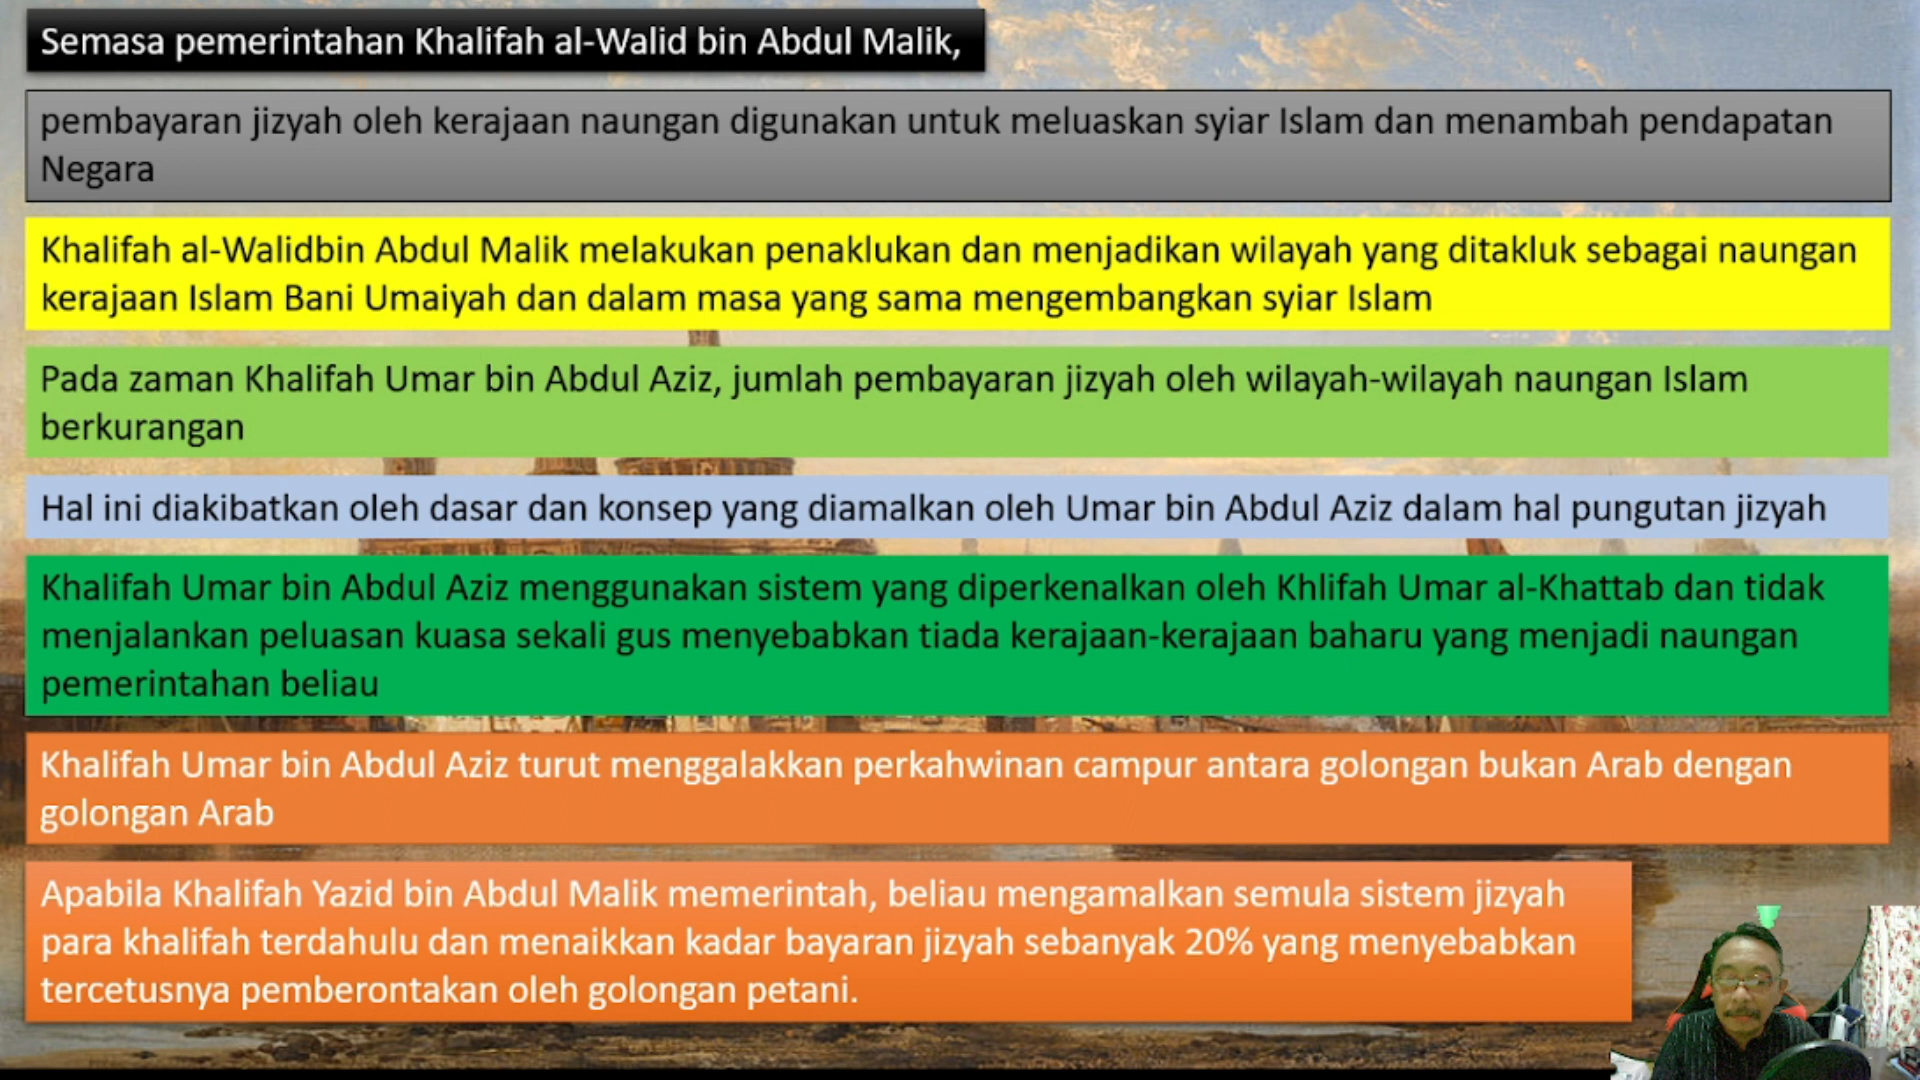 Semasa pemerintahan Khalifah al-Walid bin Abdul Malik,
pembayaran jizyah oleh kerajaan naungan digunakan untuk meluaskan syiar Islam dan menambah pendapatan
Negara
Khalifah al-Walidbin Abdul Malik melakukan penaklukan dan menjadikan wilayah yang ditakluk sebagai naungan
kerajaan Islam Bani Umaiyah dan dalam masa yang sama mengembangkan syiar Islam
Pada zaman Khalifah Umar bin Abdul Aziz, jumlah pembayaran jizyah oleh wilayah-wilayah naungan Islam
berkurangan
Hal ini diakibatkan oleh dasar dan konsep yang diamalkan oleh Umar bin Abdul Aziz dalam hal pungutan jizyah
Khalifah Umar bin Abdul Aziz menggunakan sistem yang diperkenalkan oleh Khlifah Umar al-Khattab dan tidak
menjalankan peluasan kuasa sekali gus menyebabkan tiada kerajaan-kerajaan baharu yang menjadi naungan
pemerintahan beliau
Khalifah Umar bin Abdul Aziz turut menggalakkan perkahwinan campur antara golongan bukan Arab dengan
golongan Arab
Apabila Khalifah Yazid bin Abdul Malik memerintah, beliau mengamalkan semula sistem jizyah
para khalifah terdahulu dan menaikkan kadar bayaran jizyah sebanyak 20% yang menyebabkan
tercetusnya pemberontakan oleh golongan petani.